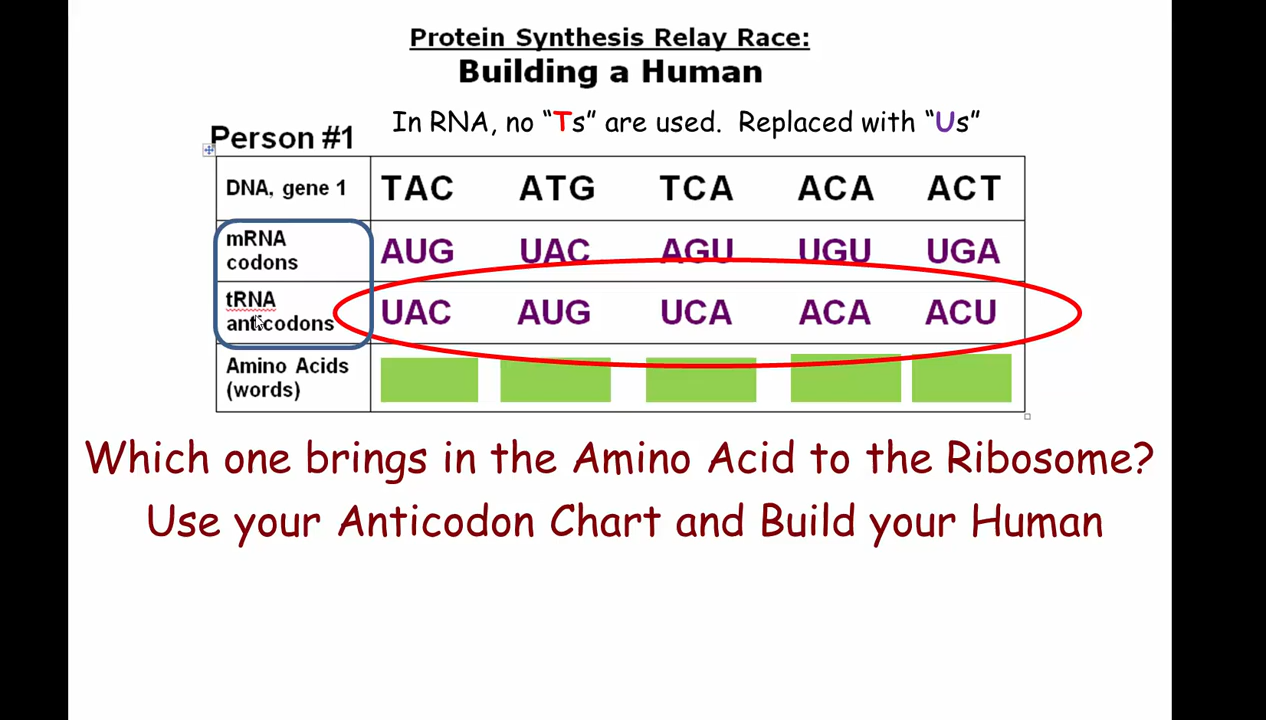 Protein Synthesis Relay Race:
Building a Human
In RNA, no “Ts” are used. Replaced with “Us”
Person #1
DNA, gene 1 TAC ATG TCA ACA ACT
mRNA codons AUG UAC AGU UGU UGA
tRNA anticodons UAC AUG UCA ACA ACU
Amino Acids (words)
Which one brings in the Amino Acid to the Ribosome?
Use your Anticodon Chart and Build your Human